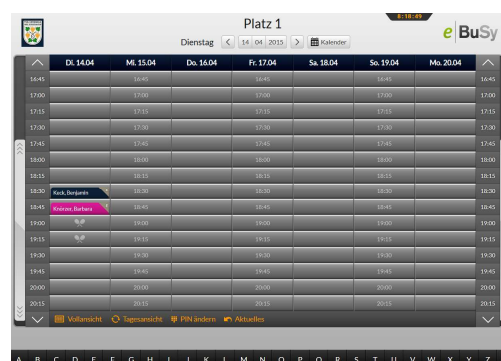 Platz 1
8:18:49
Dienstag < 14 04 2015 > Kalender
e BuSy
Di. 14.04 Mi. 15.04 Do. 16.04 Fr. 17.04 Sa. 18.04 So. 19.04 Mo. 20.04
16:45 16:45 16:45 16:45 16:45
17:00 17:00 17:00 17:00 17:00
17:15 17:15 17:15 17:15 17:15
17:30 17:30 17:30 17:30 17:30
17:45 17:45 17:45 17:45 17:45
18:00 18:00 18:00 18:00 18:00
18:15 18:15 18:15 18:15 18:15
18:30 Keck, Benjamin 18:30 18:30 18:30 18:30
18:45 Barbara 18:45 18:45 18:45 18:45
19:00 19:00 19:00 19:00 19:00
19:15 19:15 19:15 19:15 19:15
19:30 19:30 19:30 19:30 19:30
19:45 19:45 19:45 19:45 19:45
20:00 20:00 20:00 20:00 20:00
20:15 20:15 20:15 20:15 20:15
Vollansicht Tagesansicht PIN ändern Aktuelles
A B C D E F G H I J K L M N O P Q R S T U V W X Y Z